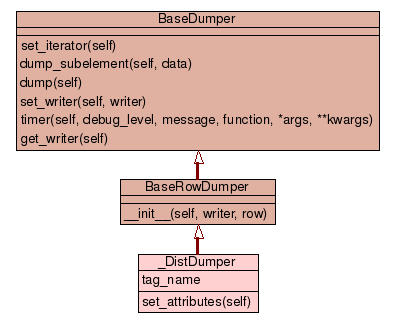 BaseDumper
set_iterator(self)
dump_subelement(self, data)
dump(self)
set_writer(self, writer)
timer(self, debug_level, message, function, *args, **kwargs)
get_writer(self)
BaseRowDumper
__init__(self, writer, row)
_DistDumper
tag_name
set_attributes(self)